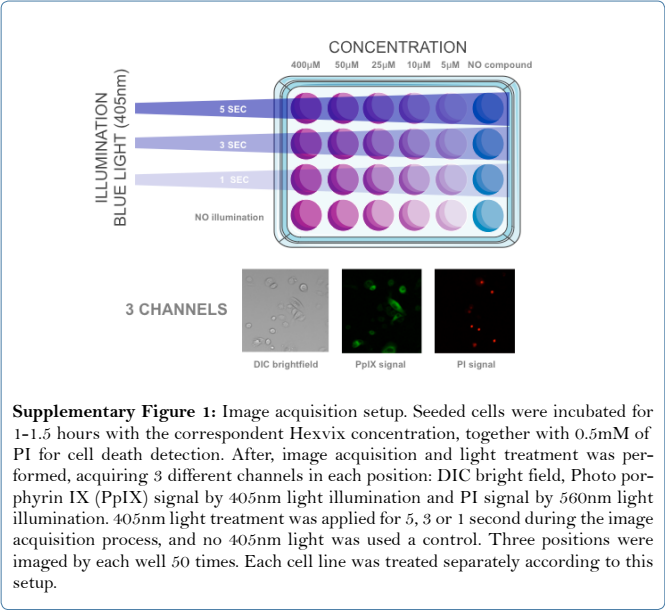 CONCENTRATION
400µM 50µM 25µM 10µM 5µM NO compound
ILLUMINATION
BLUE LIGHT (405nm)
5 SEC
3 SEC
1 SEC
NO illumination
3 CHANNELS
DIC brightfield PpIX signal PI signal
Supplementary Figure 1: Image acquisition setup. Seeded cells were incubated for
1-1.5 hours with the correspondent Hexvix concentration, together with 0.5mM of
PI for cell death detection. After, image acquisition and light treatment was per-
formed, acquiring 3 different channels in each position: DIC bright field, Photo por-
phyrin IX (PpIX) signal by 405nm light illumination and PI signal by 560nm light
illumination. 405nm light treatment was applied for 5, 3 or 1 second during the image
acquisition process, and no 405nm light was used a control. Three positions were
imaged by each well 50 times. Each cell line was treated separately according to this
setup.